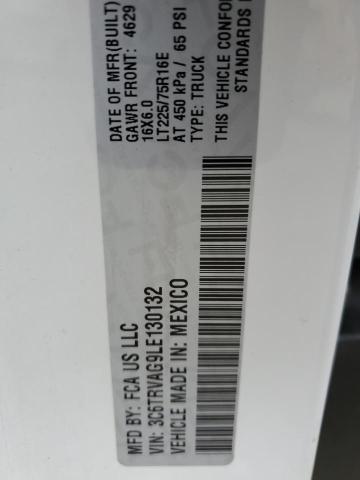 DATE OF MFR(BUILT)
GAWR FRONT: 4629
16X6.0
LT225/75R16E
AT 450 kPa / 65 PSI
TYPE: TRUCK
THIS VEHICLE CONFO
STANDARDS
MFD BY: FCA US LLC
VIN: 3C6TRVAG9LE130132
VEHICLE MADE IN: MEXICO